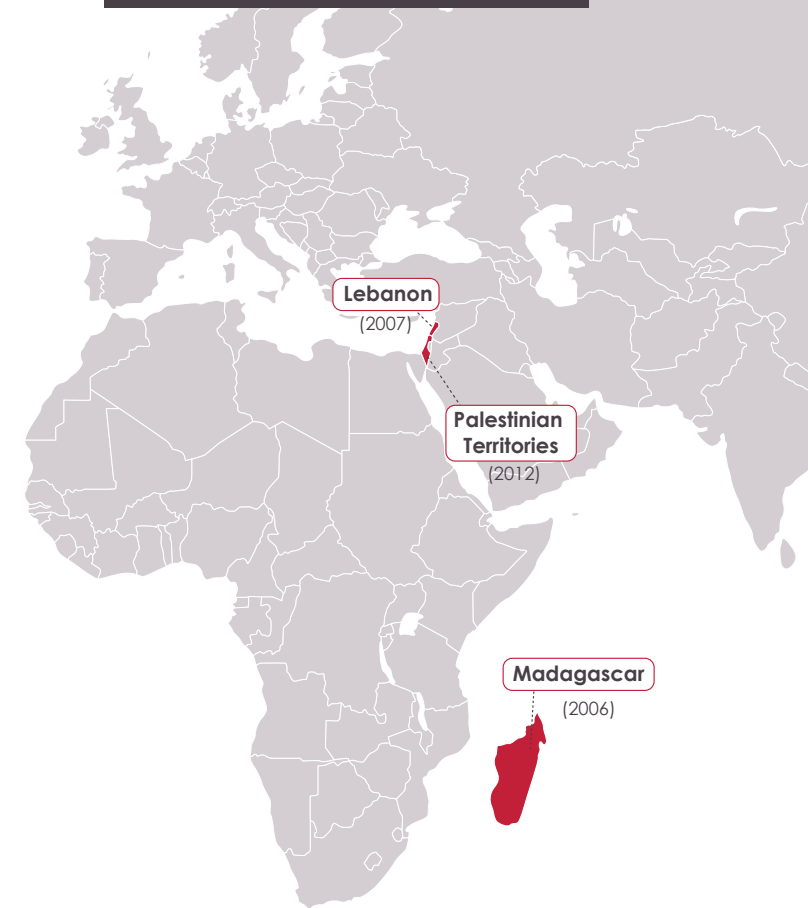 Lebanon
(2007)
Palestinian
Territories
(2012)
Madagascar
(2006)